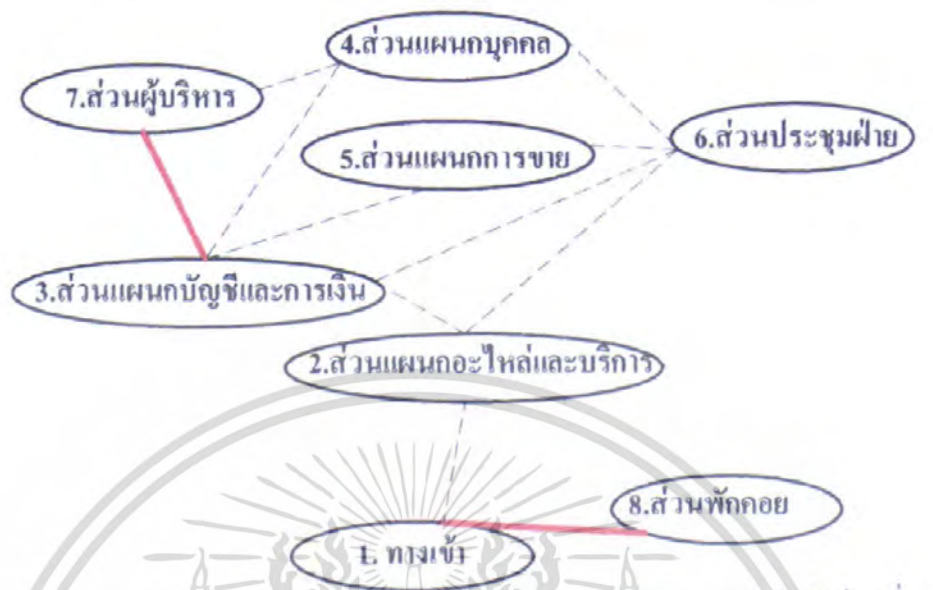 4.ส่วนแผนกบุคคล
7.ส่วนผู้บริหาร
6.ส่วนประชุมฝ่าย
5.ส่วนแผนกการขาย
3.ส่วนแผนกบัญชีและการเงิน
2.ส่วนแผนกอะไหล่และบริการ
8.ส่วนพักคอย
1. ทางเข้า